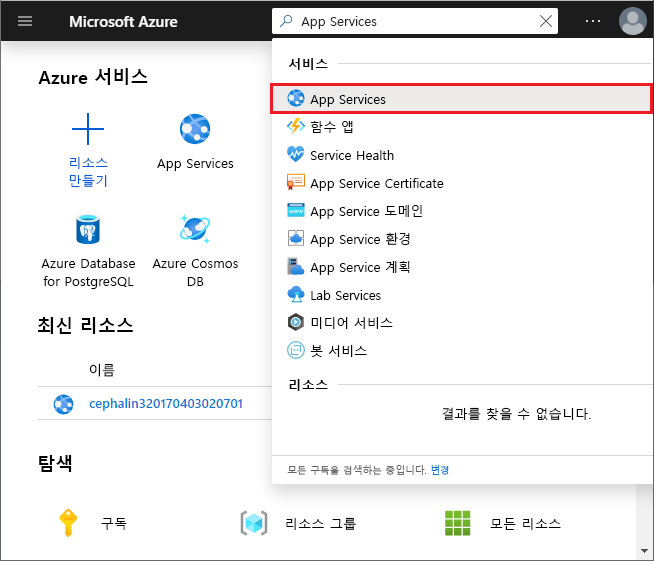 Microsoft Azure
App Services
Azure 서비스
리소스
만들기
App Services
Azure Database
for PostgreSQL
Azure Cosmos
DB
최신 리소스
이름
cephalin320170403020701
탐색
구독
리소스 그룹
모든 리소스
서비스
App Services
함수 앱
Service Health
App Service Certificate
App Service 도메인
App Service 환경
App Service 계획
Lab Services
미디어 서비스
봇 서비스
리소스
결과를 찾을 수 없습니다.
모든 구독을 검색하는 중입니다. 변경